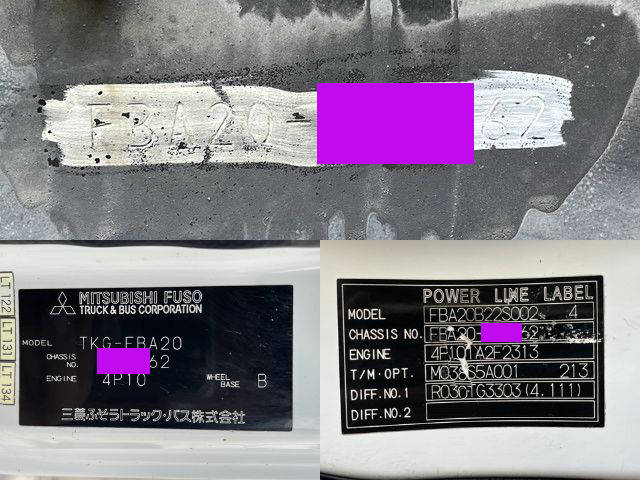 FBA20- 62
MITSUBISHI FUSO
TRUCK & BUS CORPORATION
MODEL TKG-FBA20
CHASSIS NO. 62
ENGINE 4P10 WHEEL BASE B
三菱ふそうトラック・バス株式会社
LT 122
LT 131
LT 134
POWER LINE LABEL
MODEL FBA20B22S002 4
CHASSIS NO. FBA20- 62
ENGINE 4P101A2F2313
T/M.OPT. M038S5A001 213
DIFF.NO.1 R03GTG3303(4.111)
DIFF.NO.2